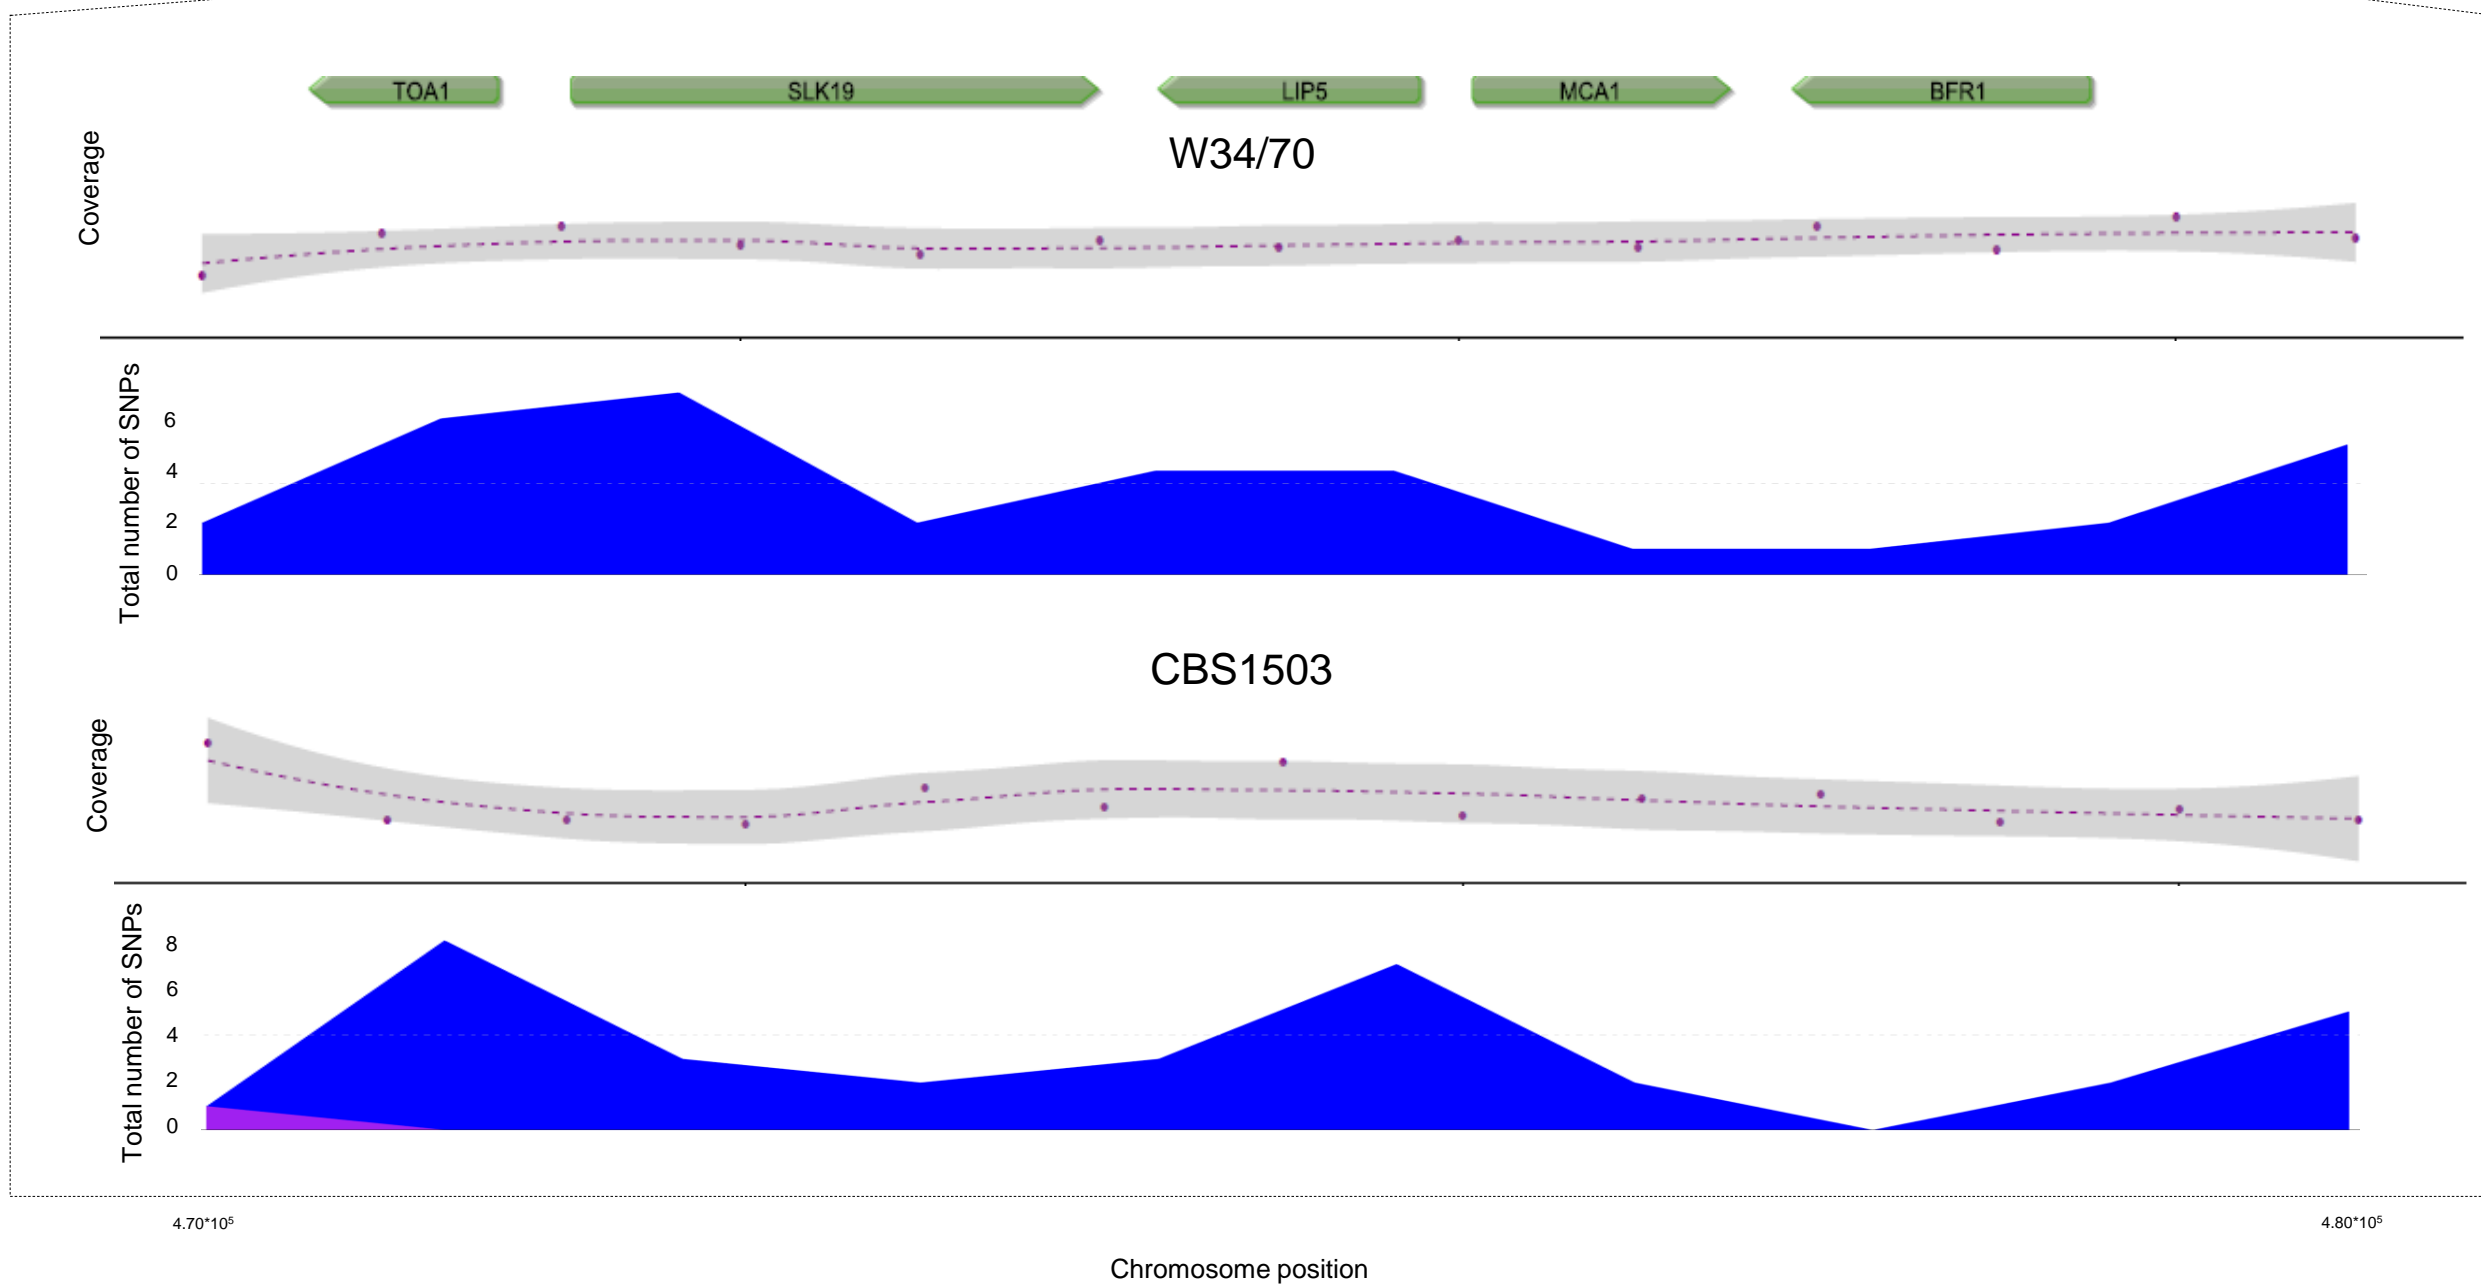 TOA1 SLK19 LIP5 MCA1 BFR1
W34/70
Coverage
Total number of SNPs
6
4
2
0
CBS1503
Coverage
Total number of SNPs
8
6
4
2
0
4.70*10⁵ 4.80*10⁵
Chromosome position